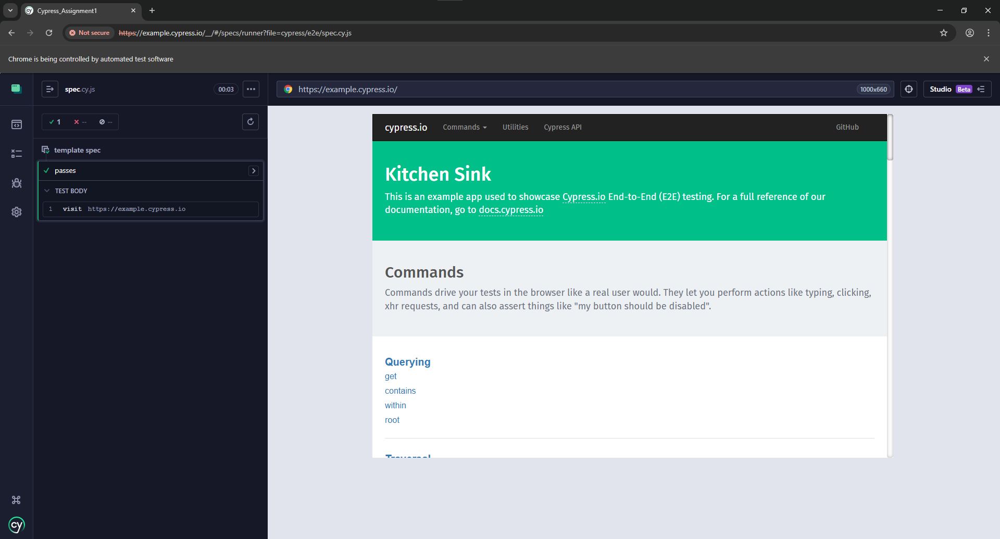 Cypress_Assignment1
Not secure
https://example.cypress.io/__/#/specs/runner?file=cypress/e2e/spec.cy.js
Chrome is being controlled by automated test software
spec.cy.js
00:03
https://example.cypress.io/
1000x660
Studio Beta
1 -- --
template spec
passes
TEST BODY
1 visit https://example.cypress.io
cypress.io
Commands
Utilities
Cypress API
GitHub
Kitchen Sink
This is an example app used to showcase Cypress.io End-to-End (E2E) testing. For a full reference of our
documentation, go to docs.cypress.io
Commands
Commands drive your tests in the browser like a real user would. They let you perform actions like typing, clicking,
xhr requests, and can also assert things like "my button should be disabled".
Querying
get
contains
within
root
Traversal
cy